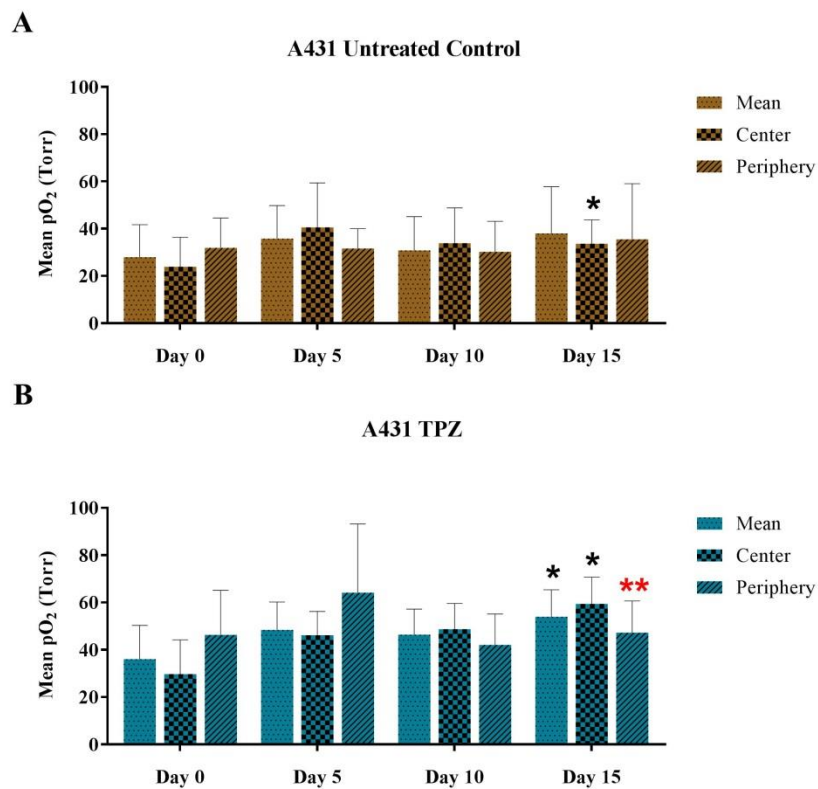 A
A431 Untreated Control
Mean pO₂ (Torr)
100
80
60
40
20
0
*
Day 0 Day 5 Day 10 Day 15
Mean
Center
Periphery
B
A431 TPZ
Mean pO₂ (Torr)
100
80
60
40
20
0
* * **
Day 0 Day 5 Day 10 Day 15
Mean
Center
Periphery